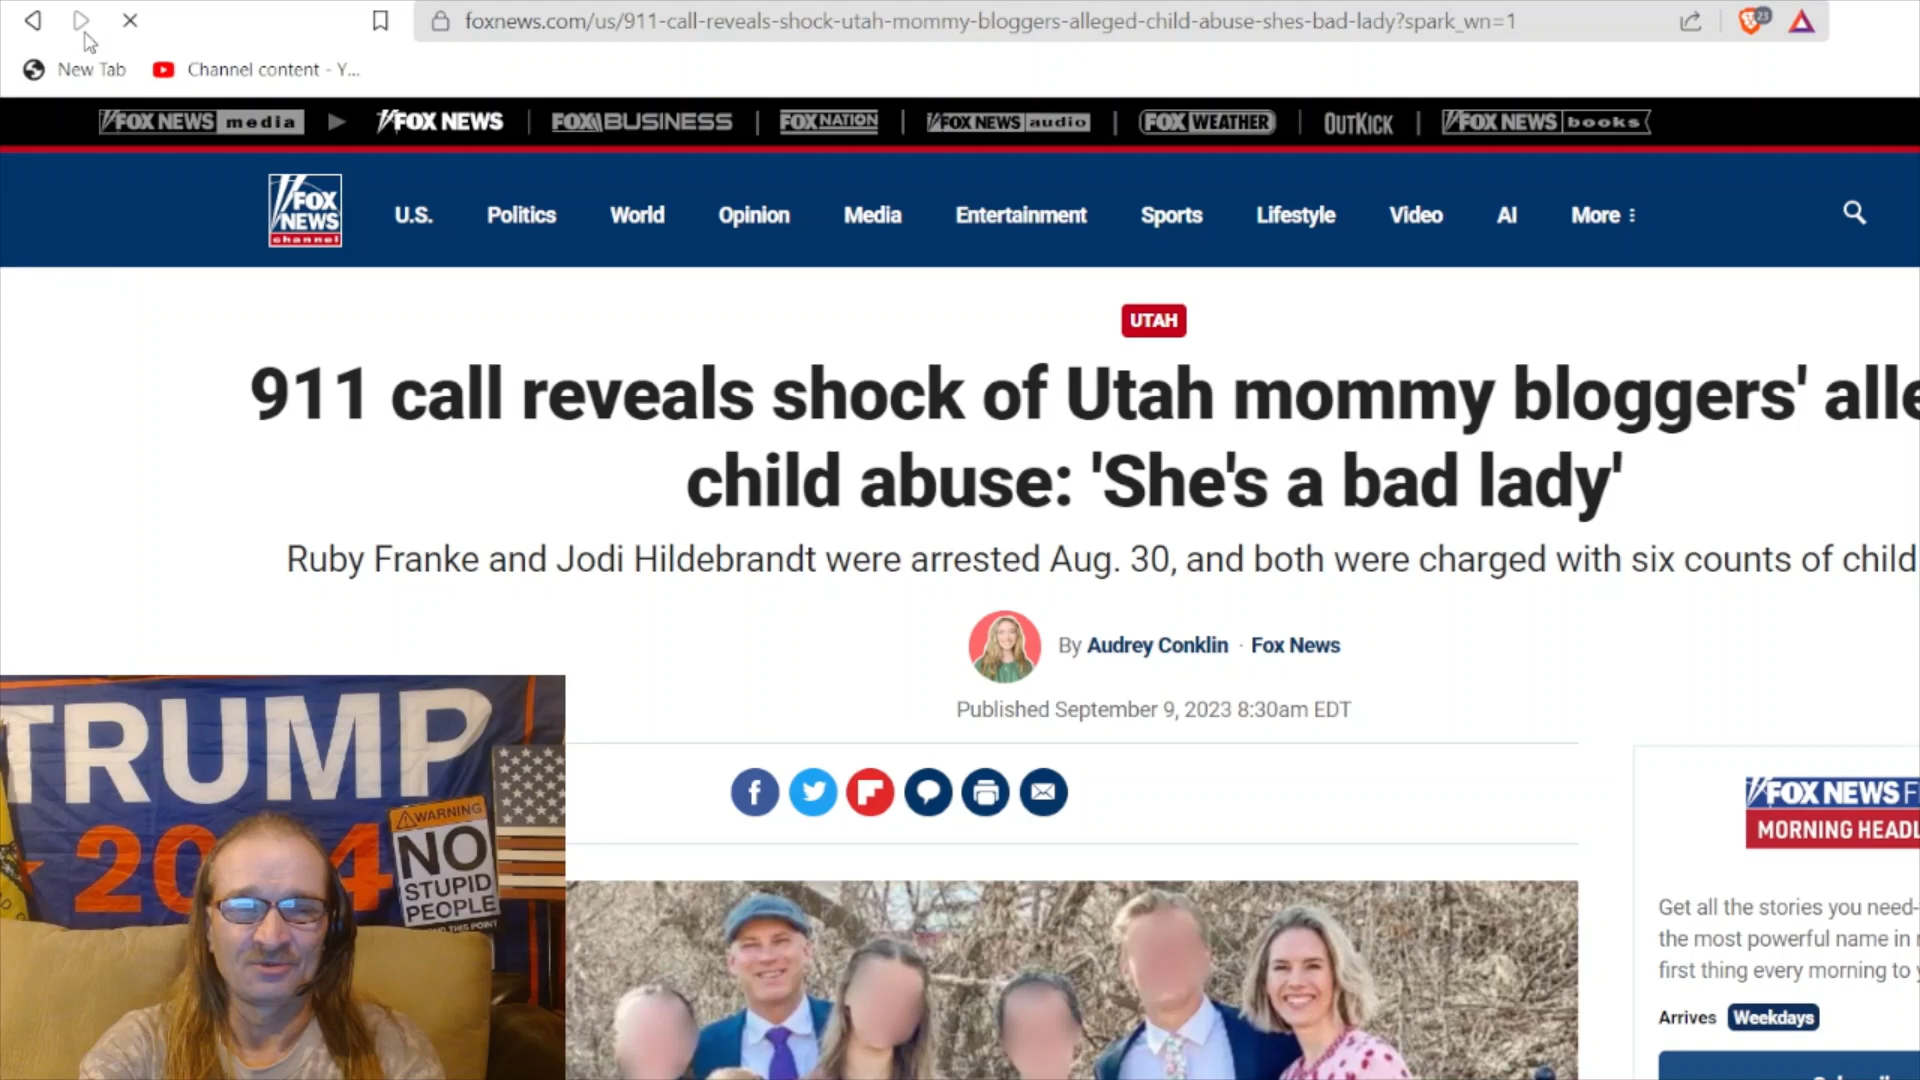 foxnews.com/us/911-call-reveals-shock-utah-mommy-bloggers-alleged-child-abuse-shes-bad-lady?spark_wn=1
23
New Tab
Channel content - Y...
FOX NEWS media
FOX NEWS
FOX BUSINESS
FOX NATION
FOX NEWS audio
FOX WEATHER
OUTKICK
FOX NEWS books
FOX NEWS channel
U.S.
Politics
World
Opinion
Media
Entertainment
Sports
Lifestyle
Video
AI
More
UTAH
911 call reveals shock of Utah mommy bloggers' alle
child abuse: 'She's a bad lady'
Ruby Franke and Jodi Hildebrandt were arrested Aug. 30, and both were charged with six counts of child
By Audrey Conklin · Fox News
Published September 9, 2023 8:30am EDT
FOX NEWS F
MORNING HEADL
Get all the stories you need-
the most powerful name in
first thing every morning to
Arrives Weekdays
TRUMP
WARNING
NO
STUPID
PEOPLE
THIS POINT